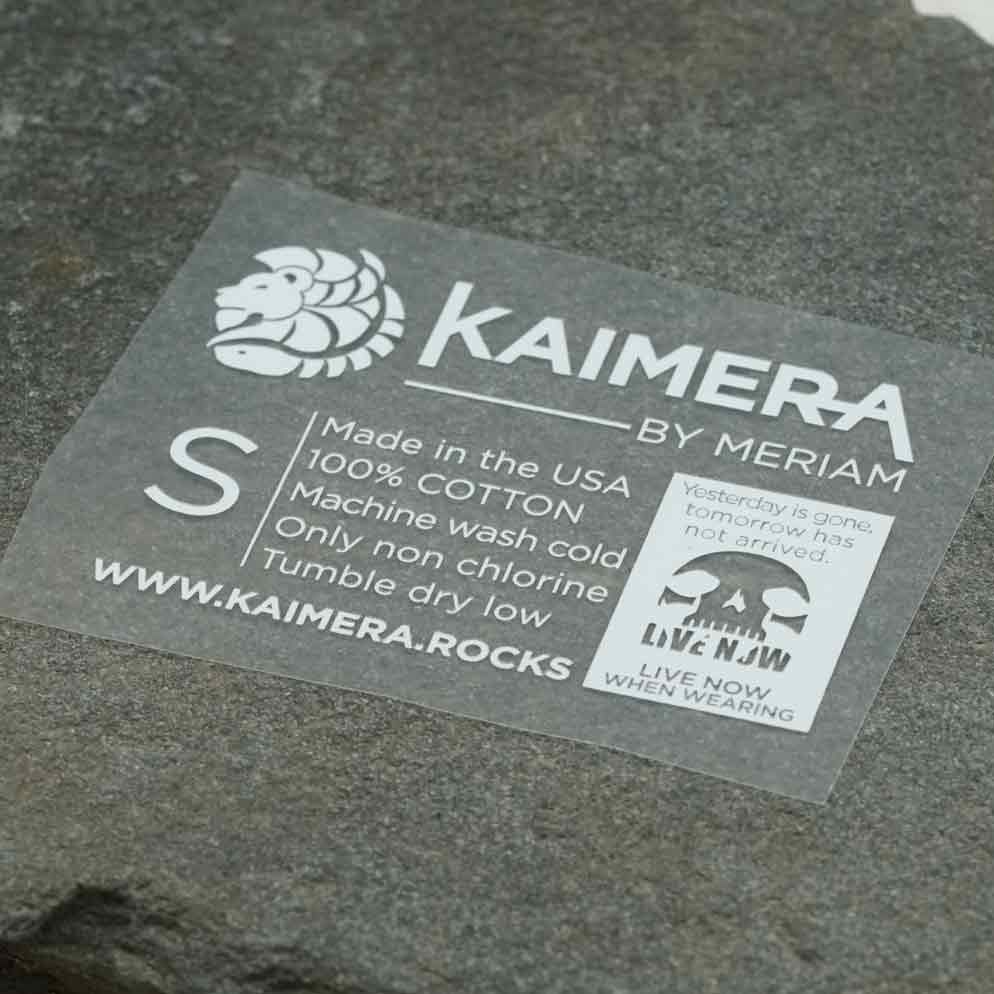 KAIMERA
BY MERIAM
S
Made in the USA
100% COTTON
Machine wash cold
Only non chlorine
Tumble dry low
WWW.KAIMERA.ROCKS
Yesterday is gone,
tomorrow has
not arrived.
LIVE NOW
LIVE NOW
WHEN WEARING